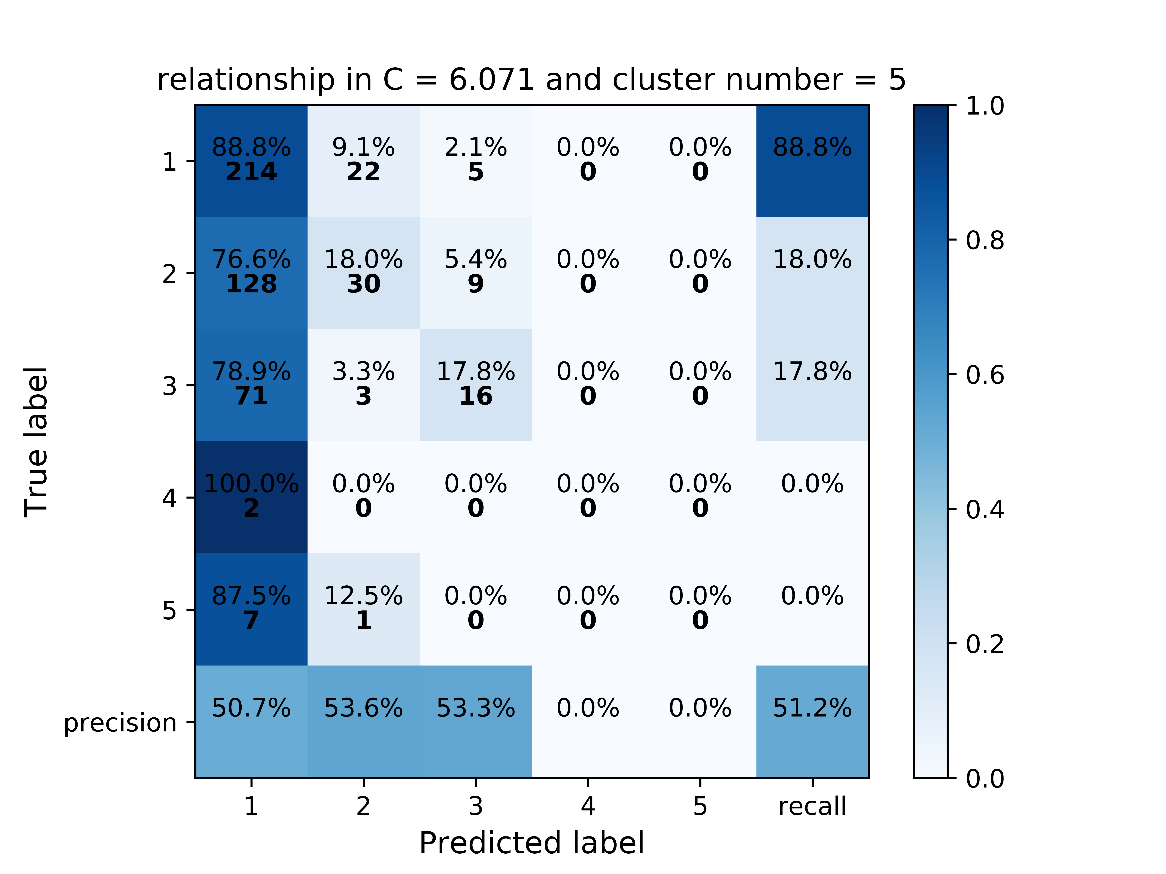 relationship in C = 6.071 and cluster number = 5
1.0
88.8% 9.1% 2.1% 0.0% 0.0% 88.8%
1 214 22 5 0 0
0.8
76.6% 18.0% 5.4% 0.0% 0.0% 18.0%
2 128 30 9 0 0
0.6
78.9% 3.3% 17.8% 0.0% 0.0% 17.8%
3 71 3 16 0 0
True label
100.0% 0.0% 0.0% 0.0% 0.0% 0.0%
4 2 0 0 0 0
0.4
87.5% 12.5% 0.0% 0.0% 0.0% 0.0%
5 7 1 0 0 0
0.2
precision 50.7% 53.6% 53.3% 0.0% 0.0% 51.2%
0.0
1 2 3 4 5 recall
Predicted label